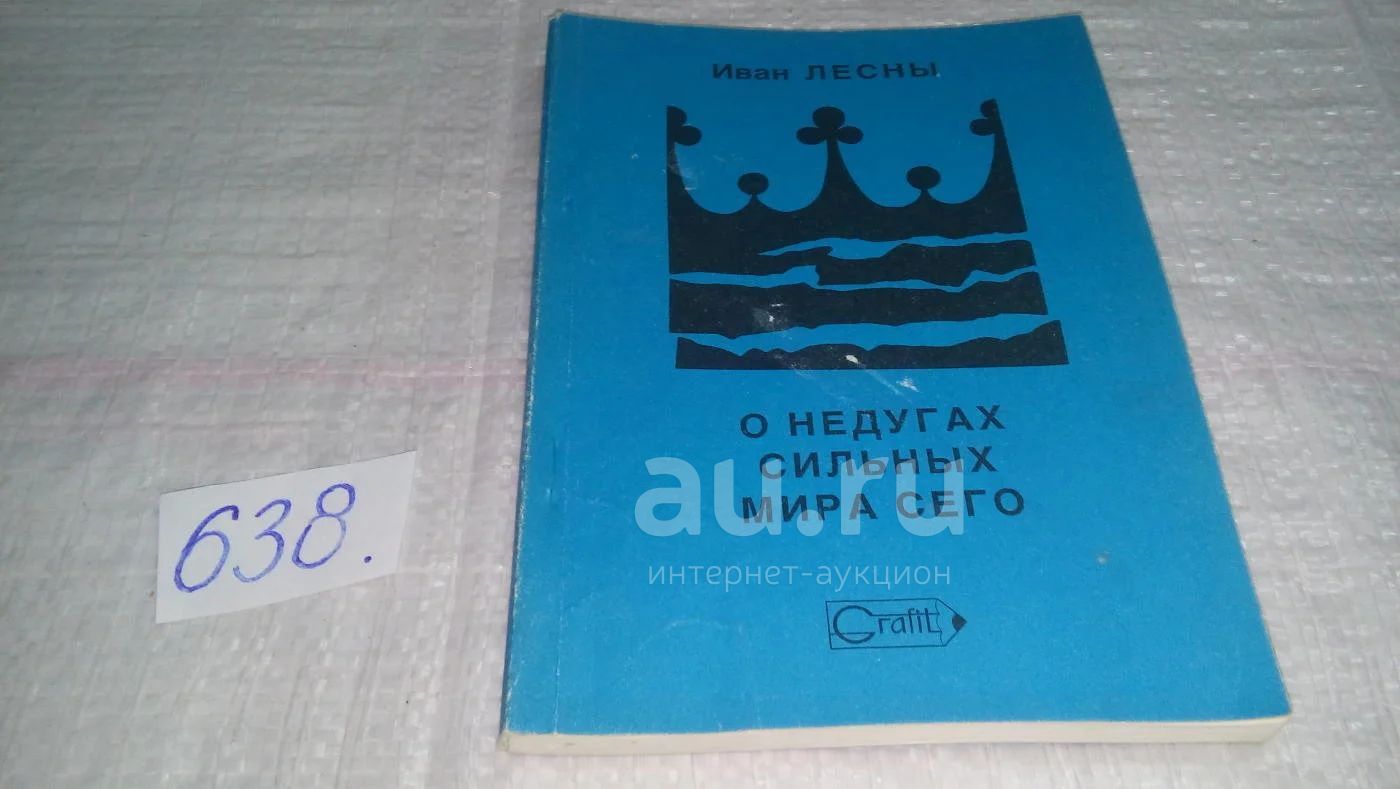 Иван ЛЕСНЫ
О НЕДУГАХ
СИЛЬНЫХ
МИРА СЕГО
au.ru
интернет-аукцион
Grafit
638.